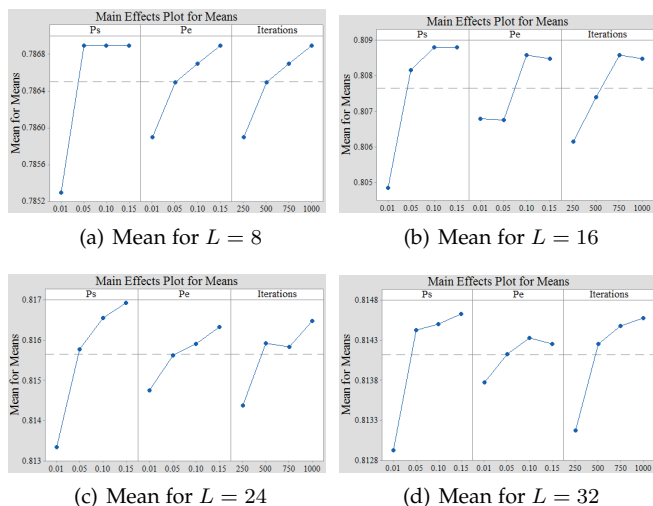 Main Effects Plot for Means
Ps Pe Iterations
Mean for Means
0.7868
0.7864
0.7860
0.7856
0.7852
0.01 0.05 0.10 0.15 0.01 0.05 0.10 0.15 250 500 750 1000
(a) Mean for L = 8
Main Effects Plot for Means
Ps Pe Iterations
Mean for Means
0.809
0.808
0.807
0.806
0.805
0.01 0.05 0.10 0.15 0.01 0.05 0.10 0.15 250 500 750 1000
(b) Mean for L = 16
Main Effects Plot for Means
Ps Pe Iterations
Mean for Means
0.817
0.816
0.815
0.814
0.813
0.01 0.05 0.10 0.15 0.01 0.05 0.10 0.15 250 500 750 1000
(c) Mean for L = 24
Main Effects Plot for Means
Ps Pe Iterations
Mean for Means
0.8148
0.8143
0.8138
0.8133
0.8128
0.01 0.05 0.10 0.15 0.01 0.05 0.10 0.15 250 500 750 1000
(d) Mean for L = 32